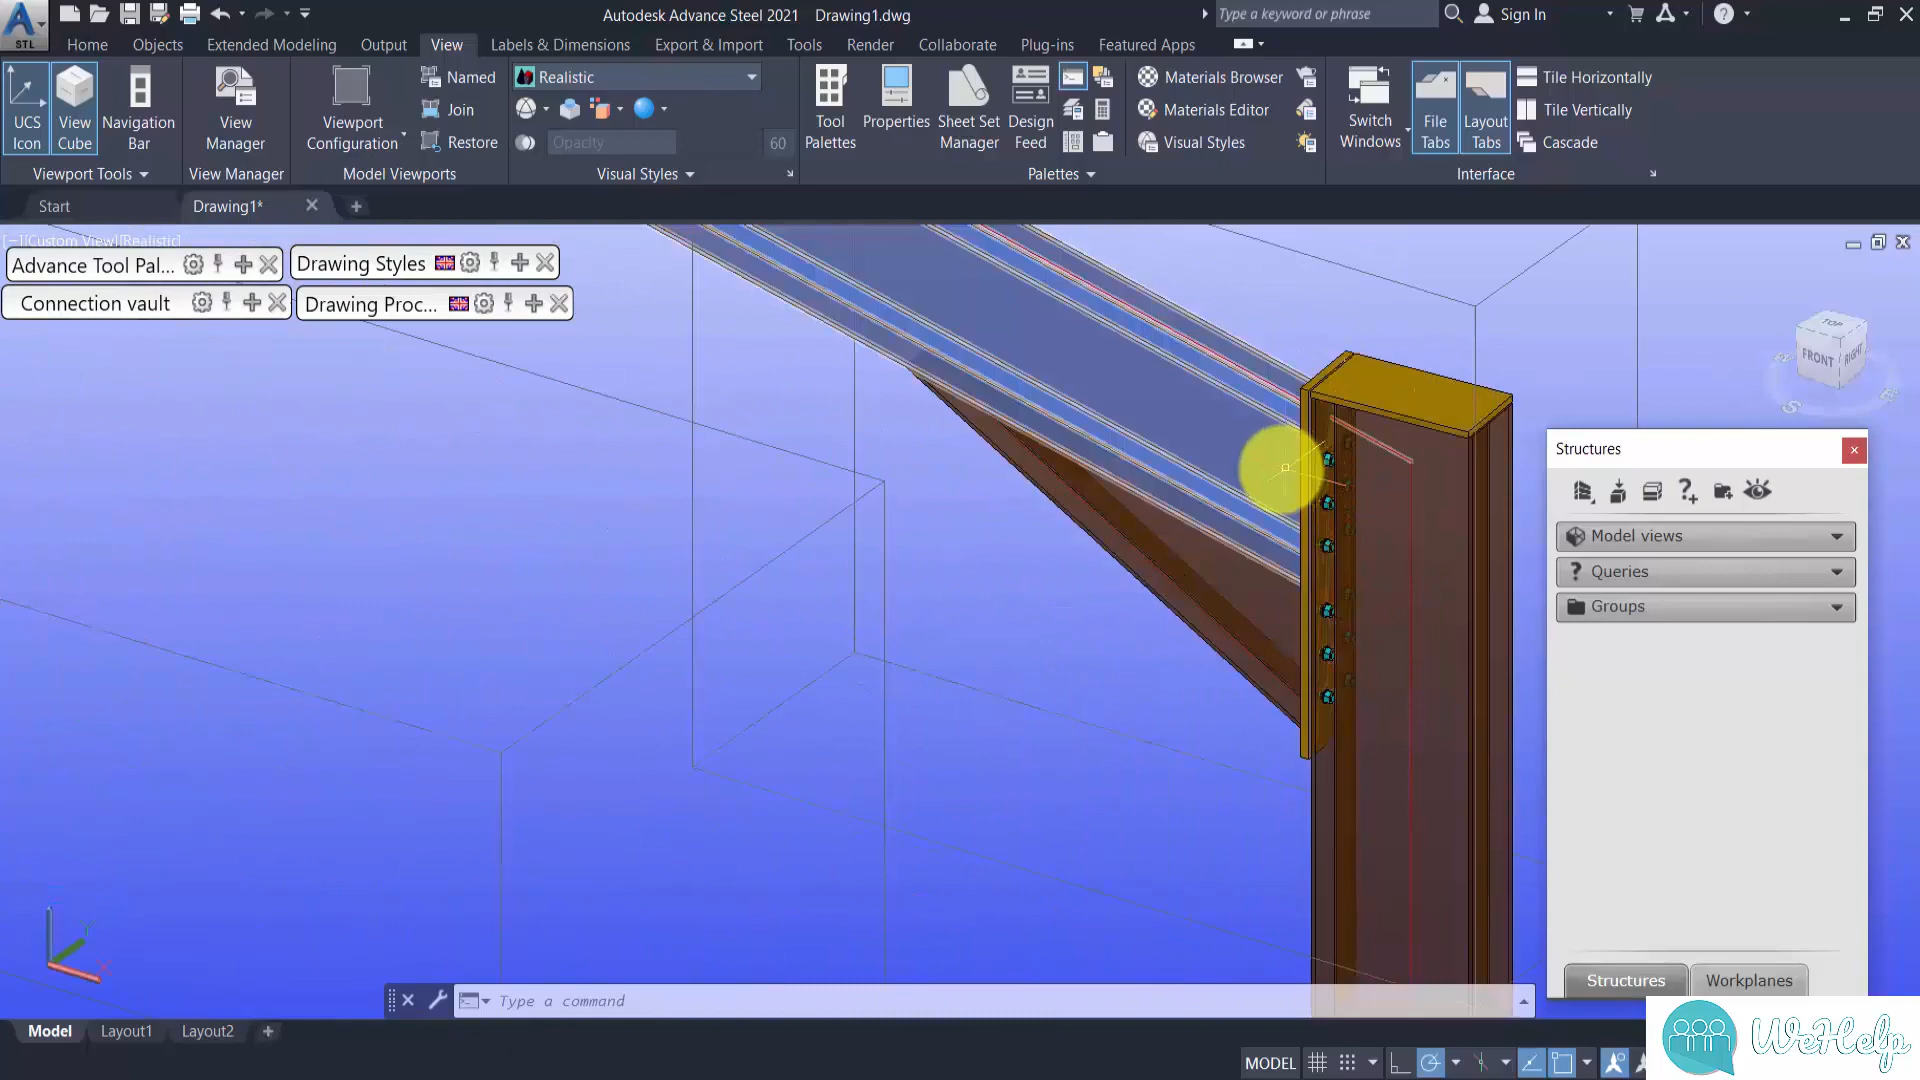 STL
Autodesk Advance Steel 2021 Drawing1.dwg
Type a keyword or phrase
Sign In
Home Objects Extended Modeling Output View Labels & Dimensions Export & Import Tools Render Collaborate Plug-ins Featured Apps
UCS Icon
View Cube
Navigation Bar
Viewport Tools
View Manager
View Manager
Viewport Configuration
Named
Join
Restore
Model Viewports
Realistic
Opacity 60
Visual Styles
Tool Palettes
Properties
Sheet Set Manager
Design Feed
Materials Browser
Materials Editor
Visual Styles
Palettes
Switch Windows
File Tabs
Layout Tabs
Tile Horizontally
Tile Vertically
Cascade
Interface
Start
Drawing1*
[−][Custom View][Realistic]
Advance Tool Pal...
Drawing Styles
Connection vault
Drawing Proc...
TOP
FRONT
RIGHT
S
Structures
Model views
Queries
Groups
Structures
Workplanes
Y
X
Type a command
Model Layout1 Layout2
MODEL
WeHelp